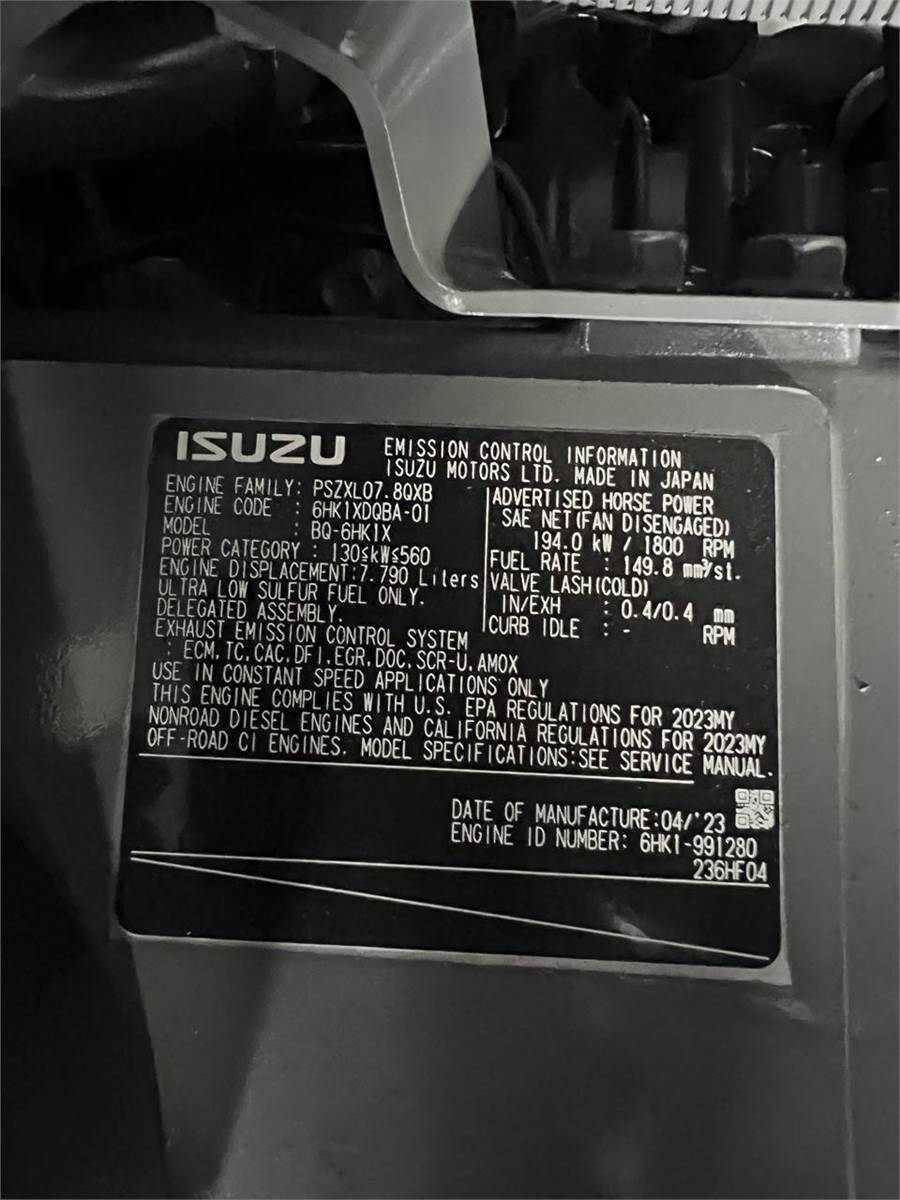 ISUZU
EMISSION CONTROL INFORMATION
ISUZU MOTORS LTD. MADE IN JAPAN
ENGINE FAMILY: PSZXL07.8QXB
ENGINE CODE : 6HK1XDQBA-01
MODEL : BQ-6HK1X
POWER CATEGORY : 130≦kW≦560
ENGINE DISPLACEMENT:7.790 Liters
ULTRA LOW SULFUR FUEL ONLY.
DELEGATED ASSEMBLY.
ADVERTISED HORSE POWER
SAE NET(FAN DISENGAGED)
194.0 kW / 1800 RPM
FUEL RATE : 149.8 mm³/st.
VALVE LASH(COLD)
IN/EXH : 0.4/0.4 mm
CURB IDLE : - RPM
EXHAUST EMISSION CONTROL SYSTEM
: ECM,TC,CAC,DFI,EGR,DOC,SCR-U,AMOX
USE IN CONSTANT SPEED APPLICATIONS ONLY
THIS ENGINE COMPLIES WITH U.S. EPA REGULATIONS FOR 2023MY
NONROAD DIESEL ENGINES AND CALIFORNIA REGULATIONS FOR 2023MY
OFF-ROAD CI ENGINES. MODEL SPECIFICATIONS:SEE SERVICE MANUAL.
DATE OF MANUFACTURE:04/'23
ENGINE ID NUMBER: 6HK1-991280
236HF04